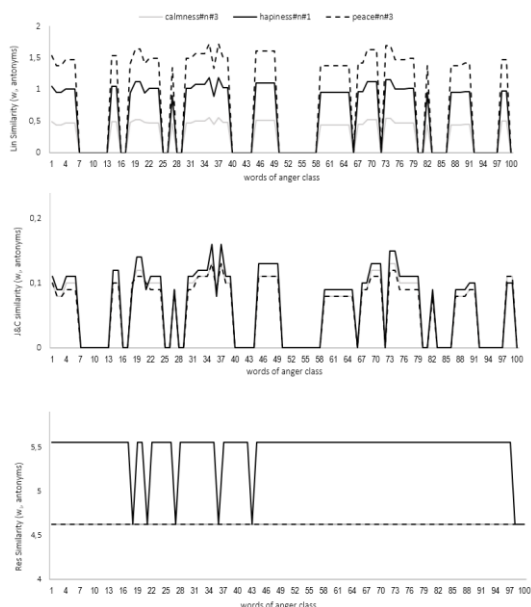 calmness#n#3 hapiness#n#1 peace#n#3
Lin Similarity (wᵢ, antonyms)
2
1,5
1
0,5
0
1 4 7 10 13 16 19 22 25 28 31 34 37 40 43 46 49 52 55 58 61 64 67 70 73 76 79 82 85 88 91 94 97 100
words of anger class
J&C similarity (wᵢ, antonyms)
0,2
0,1
0
1 4 7 10 13 16 19 22 25 28 31 34 37 40 43 46 49 52 55 58 61 64 67 70 73 76 79 82 85 88 91 94 97 100
words of anger class
Res Similarity (wᵢ, antonyms)
5,5
5
4,5
4
1 4 7 10 13 16 19 22 25 28 31 34 37 40 43 46 49 52 55 58 61 64 67 70 73 76 79 82 85 88 91 94 97 100
words of anger class